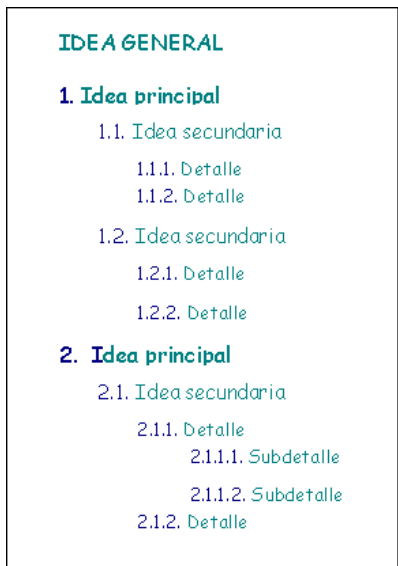 IDEA GENERAL
1. Idea principal
1.1. Idea secundaria
1.1.1. Detalle
1.1.2. Detalle
1.2. Idea secundaria
1.2.1. Detalle
1.2.2. Detalle
2. Idea principal
2.1. Idea secundaria
2.1.1. Detalle
2.1.1.1. Subdetalle
2.1.1.2. Subdetalle
2.1.2. Detalle